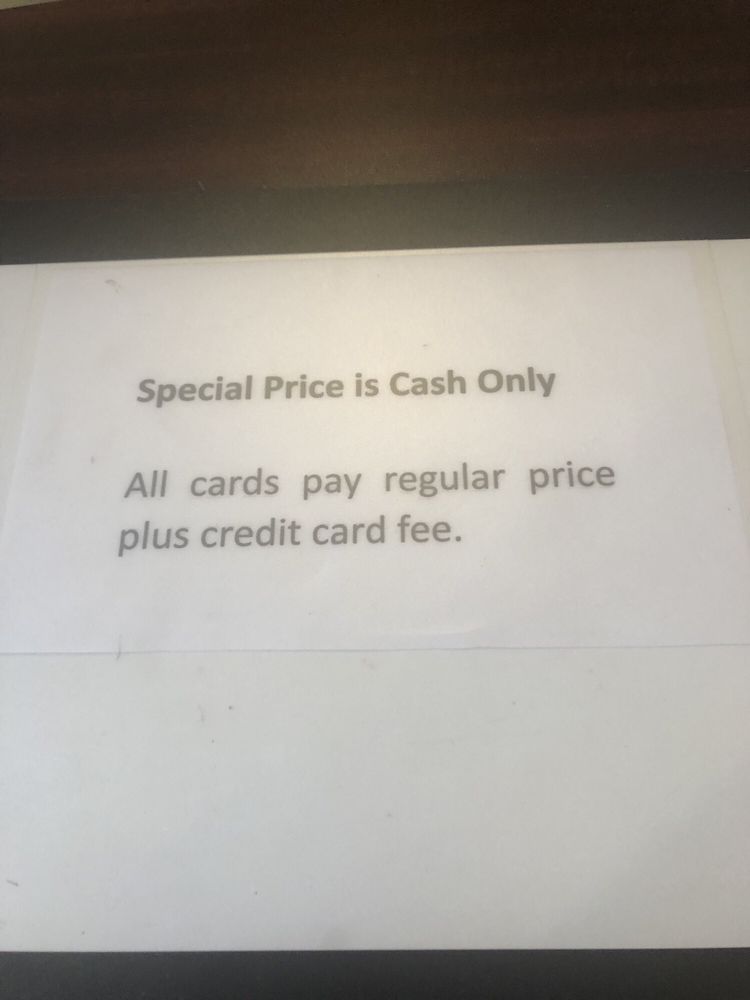 Special Price is Cash Only
All cards pay regular price
plus credit card fee.